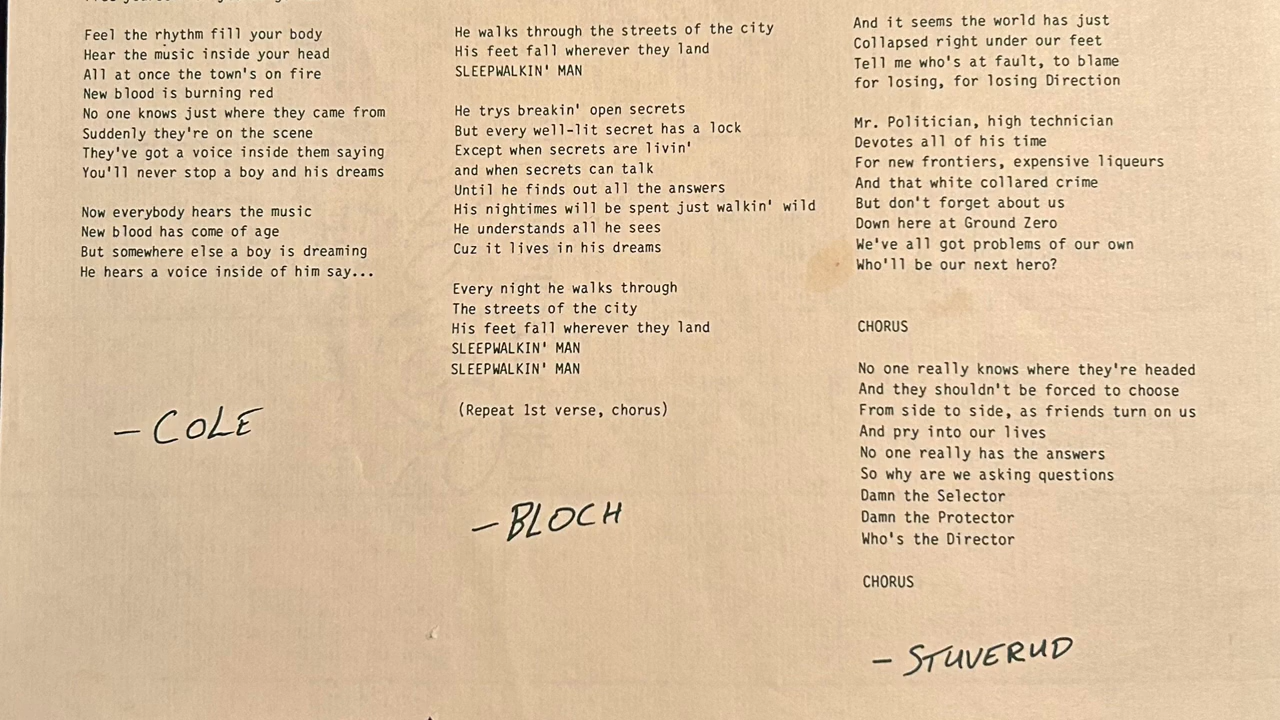 Feel the rhythm fill your body
Hear the music inside your head
All at once the town's on fire
New blood is burning red
No one knows just where they came from
Suddenly they're on the scene
They've got a voice inside them saying
You'll never stop a boy and his dreams
Now everybody hears the music
New blood has come of age
But somewhere else a boy is dreaming
He hears a voice inside of him say...
— COLE
He walks through the streets of the city
His feet fall wherever they land
SLEEPWALKIN' MAN
He trys breakin' open secrets
But every well-lit secret has a lock
Except when secrets are livin'
and when secrets can talk
Until he finds out all the answers
His nightimes will be spent just walkin' wild
He understands all he sees
Cuz it lives in his dreams
Every night he walks through
The streets of the city
His feet fall wherever they land
SLEEPWALKIN' MAN
SLEEPWALKIN' MAN
(Repeat 1st verse, chorus)
— BLOCH
And it seems the world has just
Collapsed right under our feet
Tell me who's at fault, to blame
for losing, for losing Direction
Mr. Politician, high technician
Devotes all of his time
For new frontiers, expensive liqueurs
And that white collared crime
But don't forget about us
Down here at Ground Zero
We've all got problems of our own
Who'll be our next hero?
CHORUS
No one really knows where they're headed
And they shouldn't be forced to choose
From side to side, as friends turn on us
And pry into our lives
No one really has the answers
So why are we asking questions
Damn the Selector
Damn the Protector
Who's the Director
CHORUS
— STUVERUD